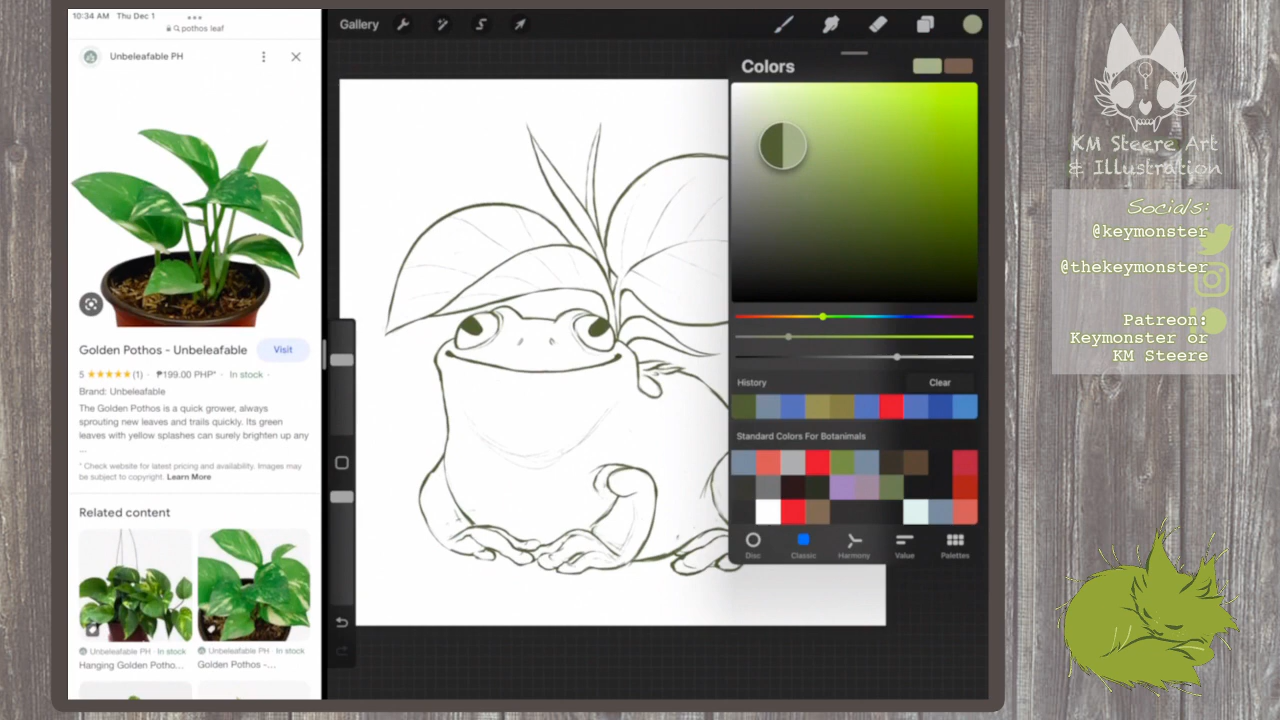 10:34 AM Thu Dec 1
pothos leaf
Unbeleafable PH
Golden Pothos - Unbeleafable
Visit
5 ★★★★★ (1) · ₱199.00 PHP* · In stock ·
Brand: Unbeleafable
The Golden Pothos is a quick grower, always
sprouting new leaves and trails quickly. Its green
leaves with yellow splashes can surely brighten up any
...
* Check website for latest pricing and availability. Images may
be subject to copyright. Learn More
Related content
Unbeleafable PH · In stock
Hanging Golden Potho...
Unbeleafable PH · In stock
Golden Pothos -...
Gallery
Colors
History
Clear
Standard Colors For Botanimals
Disc
Classic
Harmony
Value
Palettes
KM Steere Art
& Illustration
Socials:
@keymonster
@thekeymonster
Patreon:
Keymonster or
KM Steere